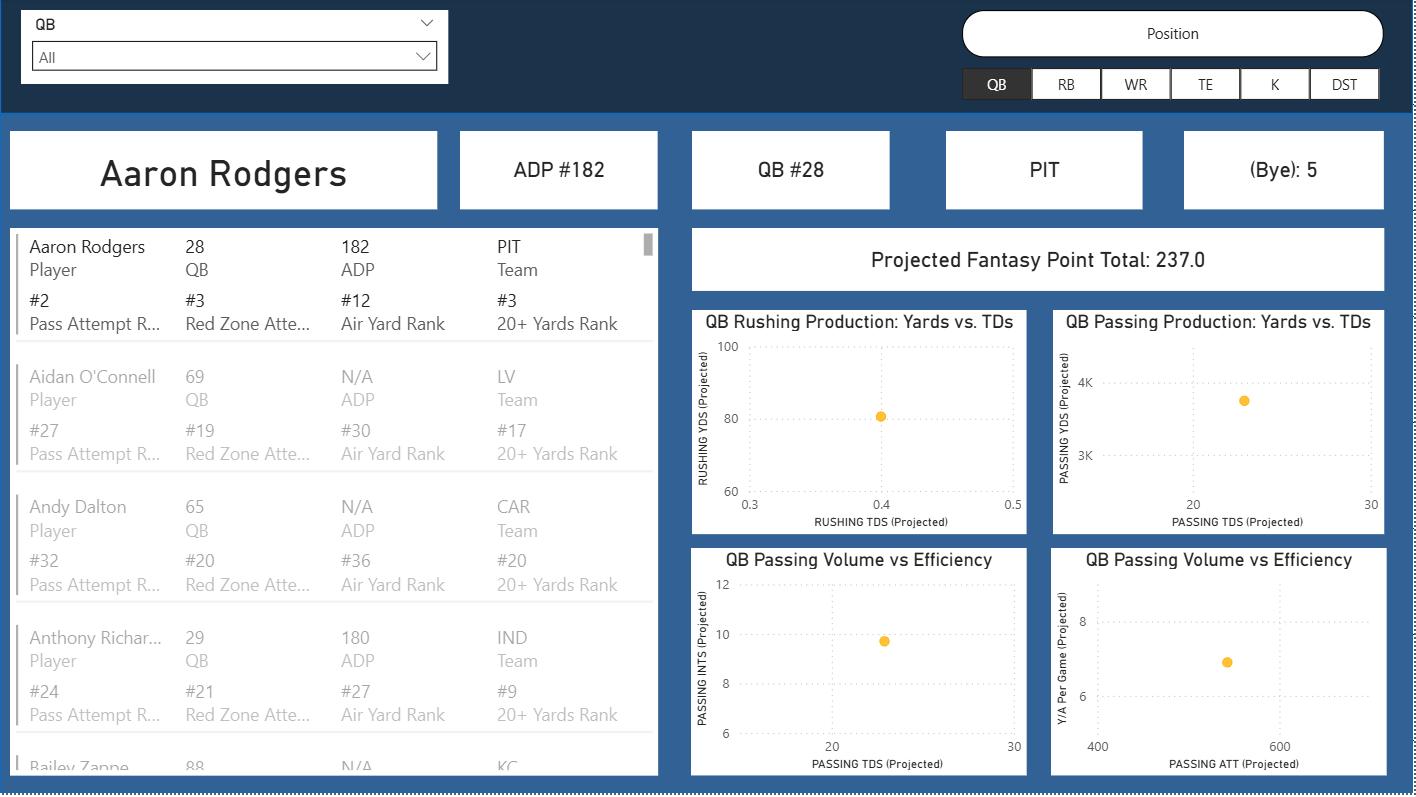 QB
All
Position
QB RB WR TE K DST
Aaron Rodgers
ADP #182
QB #28
PIT
(Bye): 5
Aaron Rodgers 28 182 PIT
Player QB ADP Team
#2 #3 #12 #3
Pass Attempt R... Red Zone Atte... Air Yard Rank 20+ Yards Rank
Aidan O'Connell 69 N/A LV
Player QB ADP Team
#27 #19 #30 #17
Pass Attempt R... Red Zone Atte... Air Yard Rank 20+ Yards Rank
Andy Dalton 65 N/A CAR
Player QB ADP Team
#32 #20 #36 #20
Pass Attempt R... Red Zone Atte... Air Yard Rank 20+ Yards Rank
Anthony Richar... 29 180 IND
Player QB ADP Team
#24 #21 #27 #9
Pass Attempt R... Red Zone Atte... Air Yard Rank 20+ Yards Rank
Bailey Zappe 88 N/A KC
Projected Fantasy Point Total: 237.0
QB Rushing Production: Yards vs. TDs
RUSHING YDS (Projected)
100
80
60
0.3 0.4 0.5
RUSHING TDS (Projected)
QB Passing Production: Yards vs. TDs
PASSING YDS (Projected)
4K
3K
20 30
PASSING TDS (Projected)
QB Passing Volume vs Efficiency
PASSING INTS (Projected)
12
10
8
6
20 30
PASSING TDS (Projected)
QB Passing Volume vs Efficiency
Y/A Per Game (Projected)
8
6
400 600
PASSING ATT (Projected)